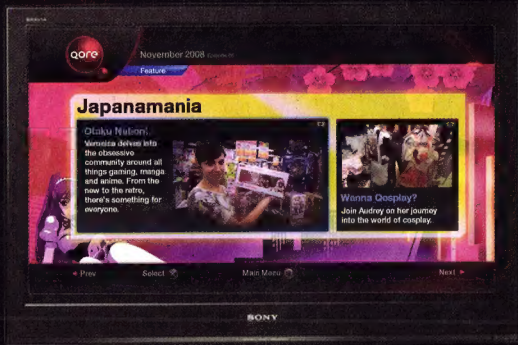 BRAVIA
Qore
November 2008
Feature
Japanamania
Otaku Nation!
Veronica delves into
the obsessive
community around all
things gaming, manga
and anime. From the
new to the retro,
there's something for
everyone.
Wanna Qosplay?
Join Audrey on her journey
into the world of cosplay.
Prev
Select
Main Menu
Next
SONY